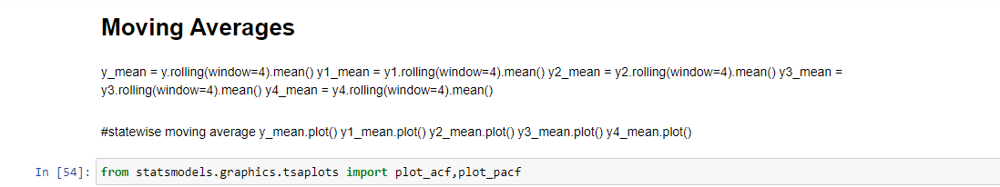 Moving Averages
y_mean = y.rolling(window=4).mean() y1_mean = y1.rolling(window=4).mean() y2_mean = y2.rolling(window=4).mean() y3_mean =
y3.rolling(window=4).mean() y4_mean = y4.rolling(window=4).mean()
#statewise moving average y_mean.plot() y1_mean.plot() y2_mean.plot() y3_mean.plot() y4_mean.plot()
In [54]: from statsmodels.graphics.tsaplots import plot_acf,plot_pacf